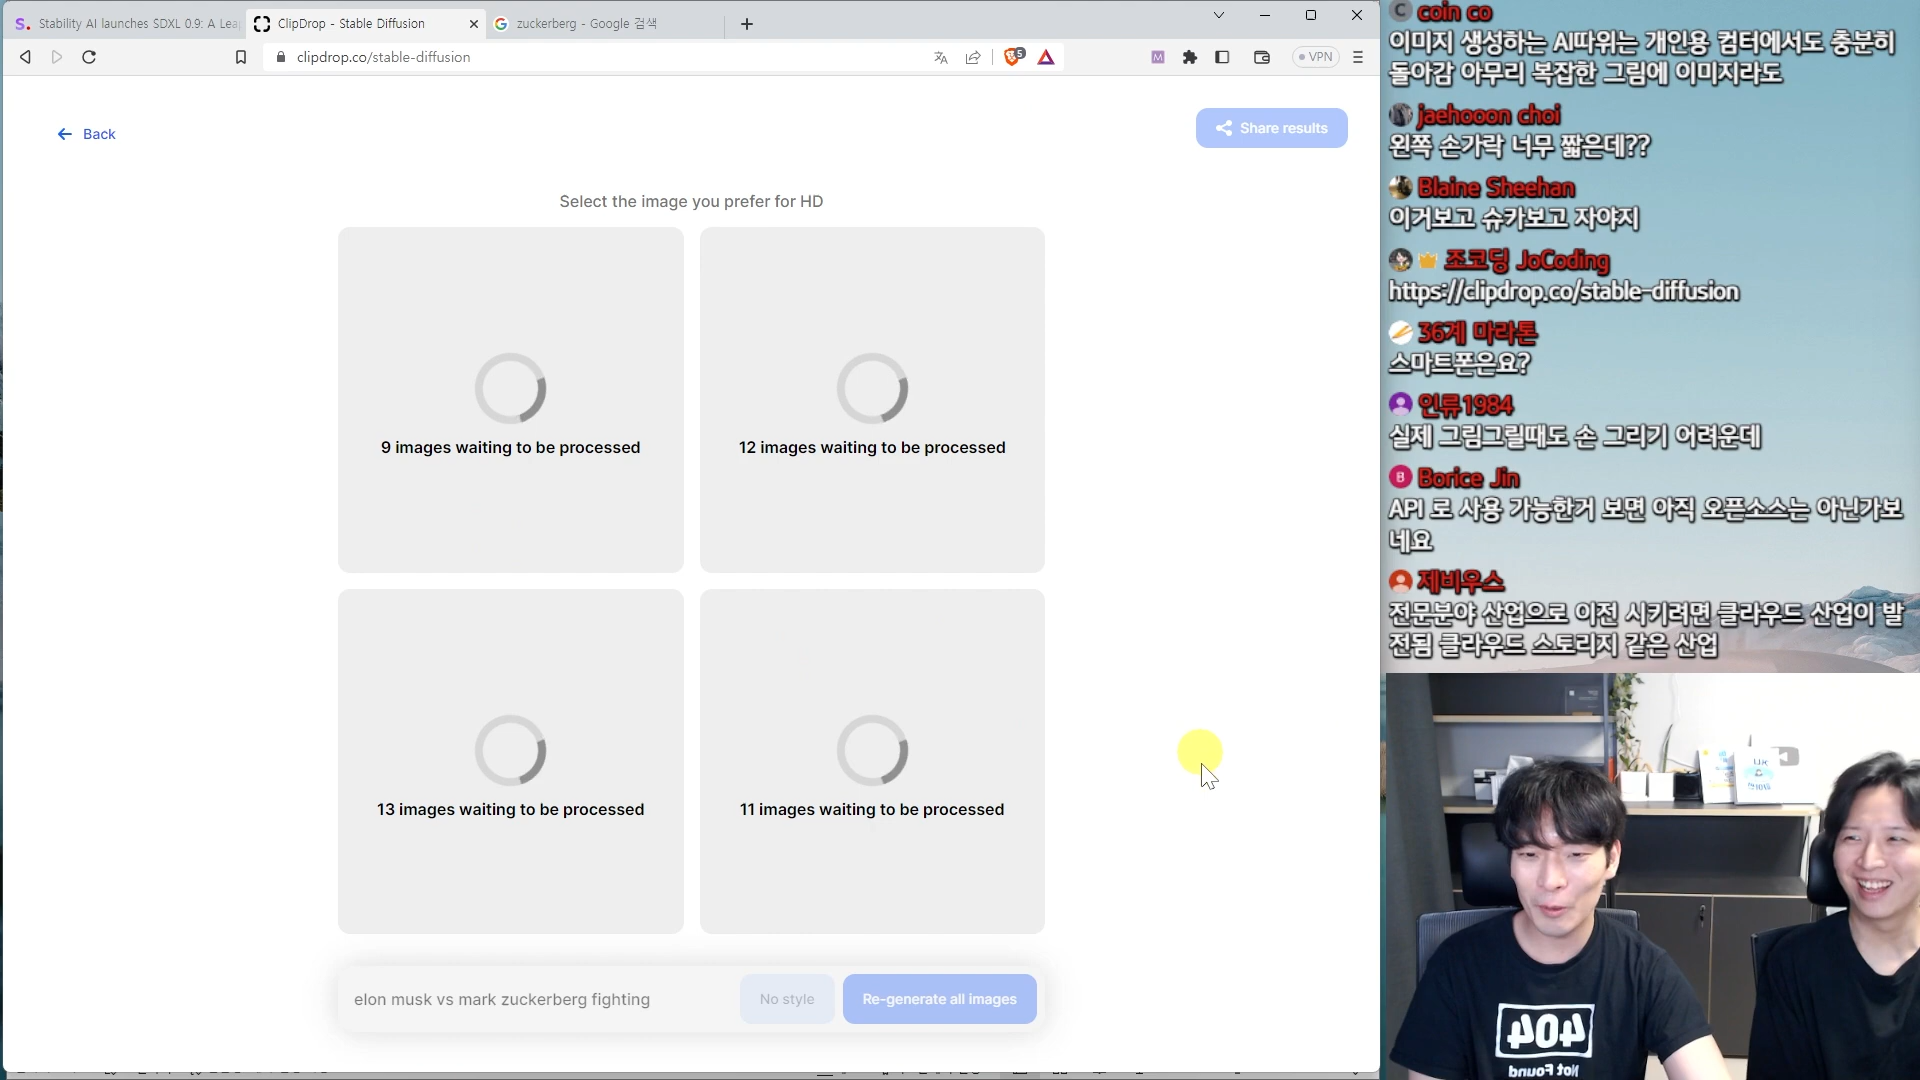 Stability AI launches SDXL 0.9: A Lea
ClipDrop - Stable Diffusion
zuckerberg - Google 검색
clipdrop.co/stable-diffusion
5
M
VPN
Back
Share results
Select the image you prefer for HD
9 images waiting to be processed
12 images waiting to be processed
13 images waiting to be processed
11 images waiting to be processed
elon musk vs mark zuckerberg fighting
No style
Re-generate all images
C coin co
이미지 생성하는 AI따위는 개인용 컴터에서도 충분히
돌아감 아무리 복잡한 그림에 이미지라도
jaehooon choi
왼쪽 손가락 너무 짧은데??
Blaine Sheehan
이거보고 슈카보고 자야지
조코딩 JoCoding
https://clipdrop.co/stable-diffusion
36계 마라톤
스마트폰은요?
인류1984
실제 그림그릴때도 손 그리기 어려운데
B Borice Jin
API 로 사용 가능한거 보면 아직 오픈소스는 아닌가보
네요
제비우스
전문분야 산업으로 이전 시키려면 클라우드 산업이 발
전됨 클라우드 스토리지 같은 산업
404
Not Found